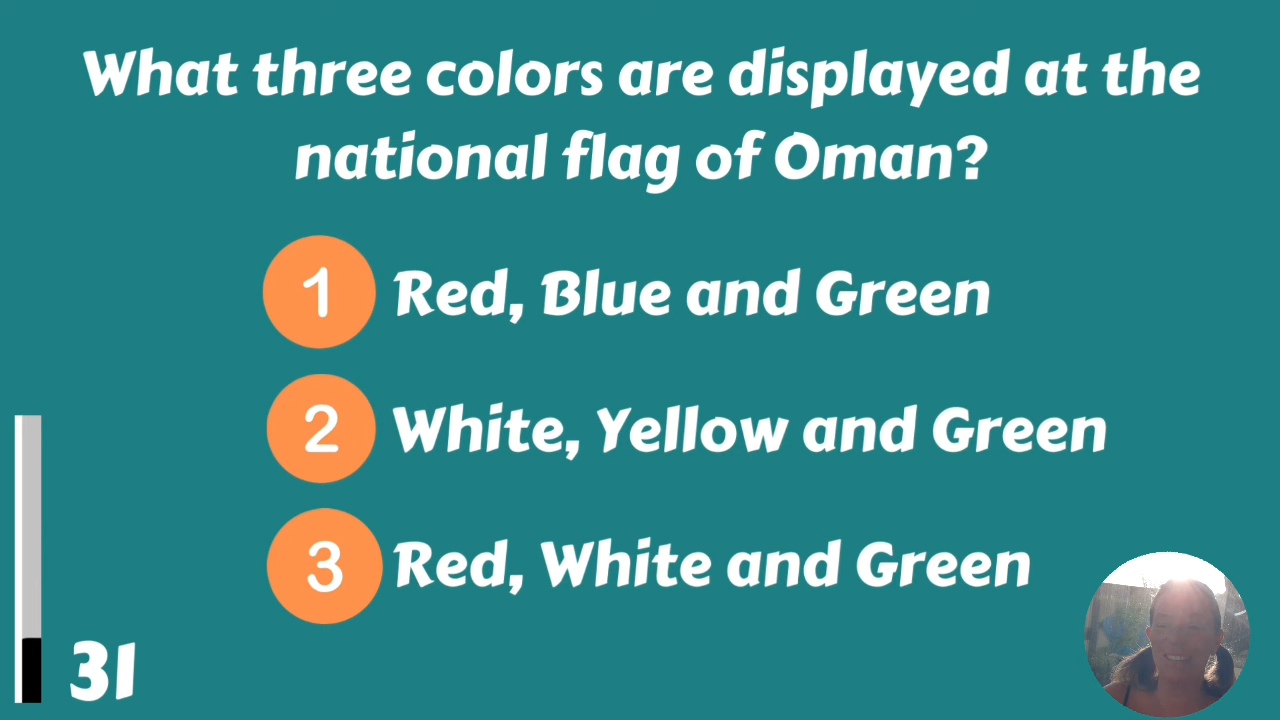 What three colors are displayed at the
national flag of Oman?
1 Red, Blue and Green
2 White, Yellow and Green
3 Red, White and Green
31